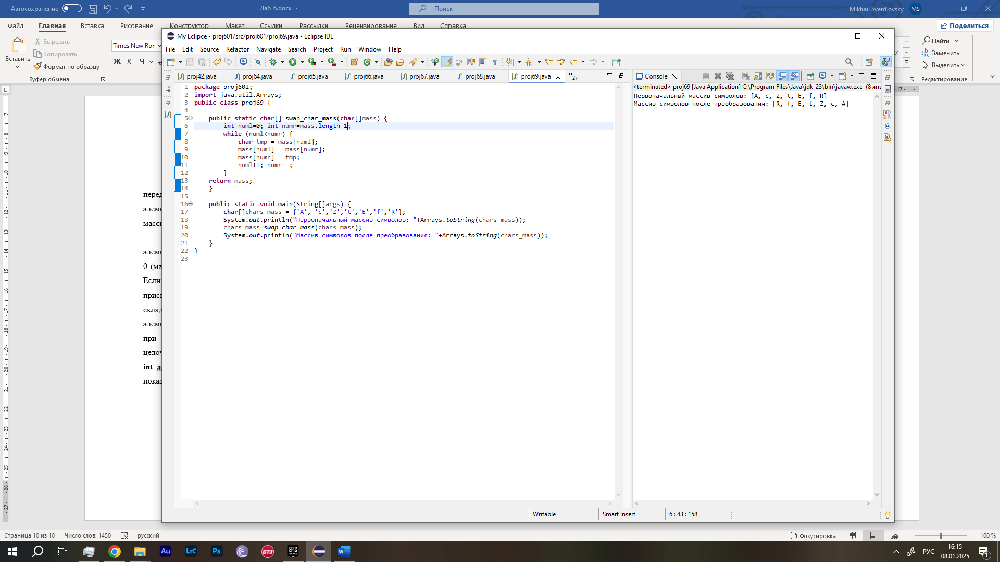 Автосохранение
Лаб_6.docx
Поиск
Mikhail Sverdlovsky MS
Файл Главная Вставка Рисование Конструктор Макет Ссылки Рассылки Рецензирование Вид Справка
Поделиться
Вставить
Вырезать
Копировать
Формат по образцу
Буфер обмена
Times New Ron
Ж К Ч
Найти
Заменить
Выделить
Редактирование
My Eclipce - proj601/src/proj601/proj69.java - Eclipse IDE
File Edit Source Refactor Navigate Search Project Run Window Help
proj42.java proj64.java proj65.java proj66.java proj67.java proj68.java proj69.java 27
1 package proj601;
2 import java.util.Arrays;
3 public class proj69 {
4
5 public static char[] swap_char_mass(char[]mass) {
6 int numl=0; int numr=mass.length-1;
7 while (numl<numr) {
8 char tmp = mass[numl];
9 mass[numl] = mass[numr];
10 mass[numr] = tmp;
11 numl++; numr--;
12 }
13 return mass;
14 }
15
16 public static void main(String[]args) {
17 char[]chars_mass = {'A', 'c','Z','t','E','f','R'};
18 System.out.println("Первоначальный массив символов: "+Arrays.toString(chars_mass));
19 chars_mass=swap_char_mass(chars_mass);
20 System.out.println("Массив символов после преобразования: "+Arrays.toString(chars_mass));
21 }
22 }
23
Console
<terminated> proj69 [Java Application] C:\Program Files\Java\jdk-23\bin\javaw.exe (8 янв
Первоначальный массив символов: [A, c, Z, t, E, f, R]
Массив символов после преобразования: [R, f, E, t, Z, c, A]
перед
элеме
масси
элеме
0 (ма
Если
приск
склад
элеме
при
целоч
int_a
показ
Writable Smart Insert 6 : 43 : 158
Страница 10 из 10 Число слов: 1450 русский
Фокусировка
100 %
Au Lrc Ps GT3 EPIC GAMES
РУС
16:15
08.01.2025
1